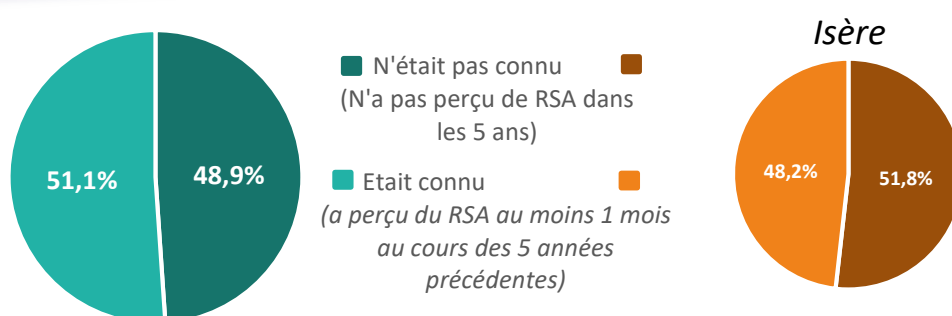 Isère
N'était pas connu
(N'a pas perçu de RSA dans
les 5 ans)
51,1%
48,9%
Etait connu
(a perçu du RSA au moins 1 mois
au cours des 5 années
précédentes)
48,2%
51,8%